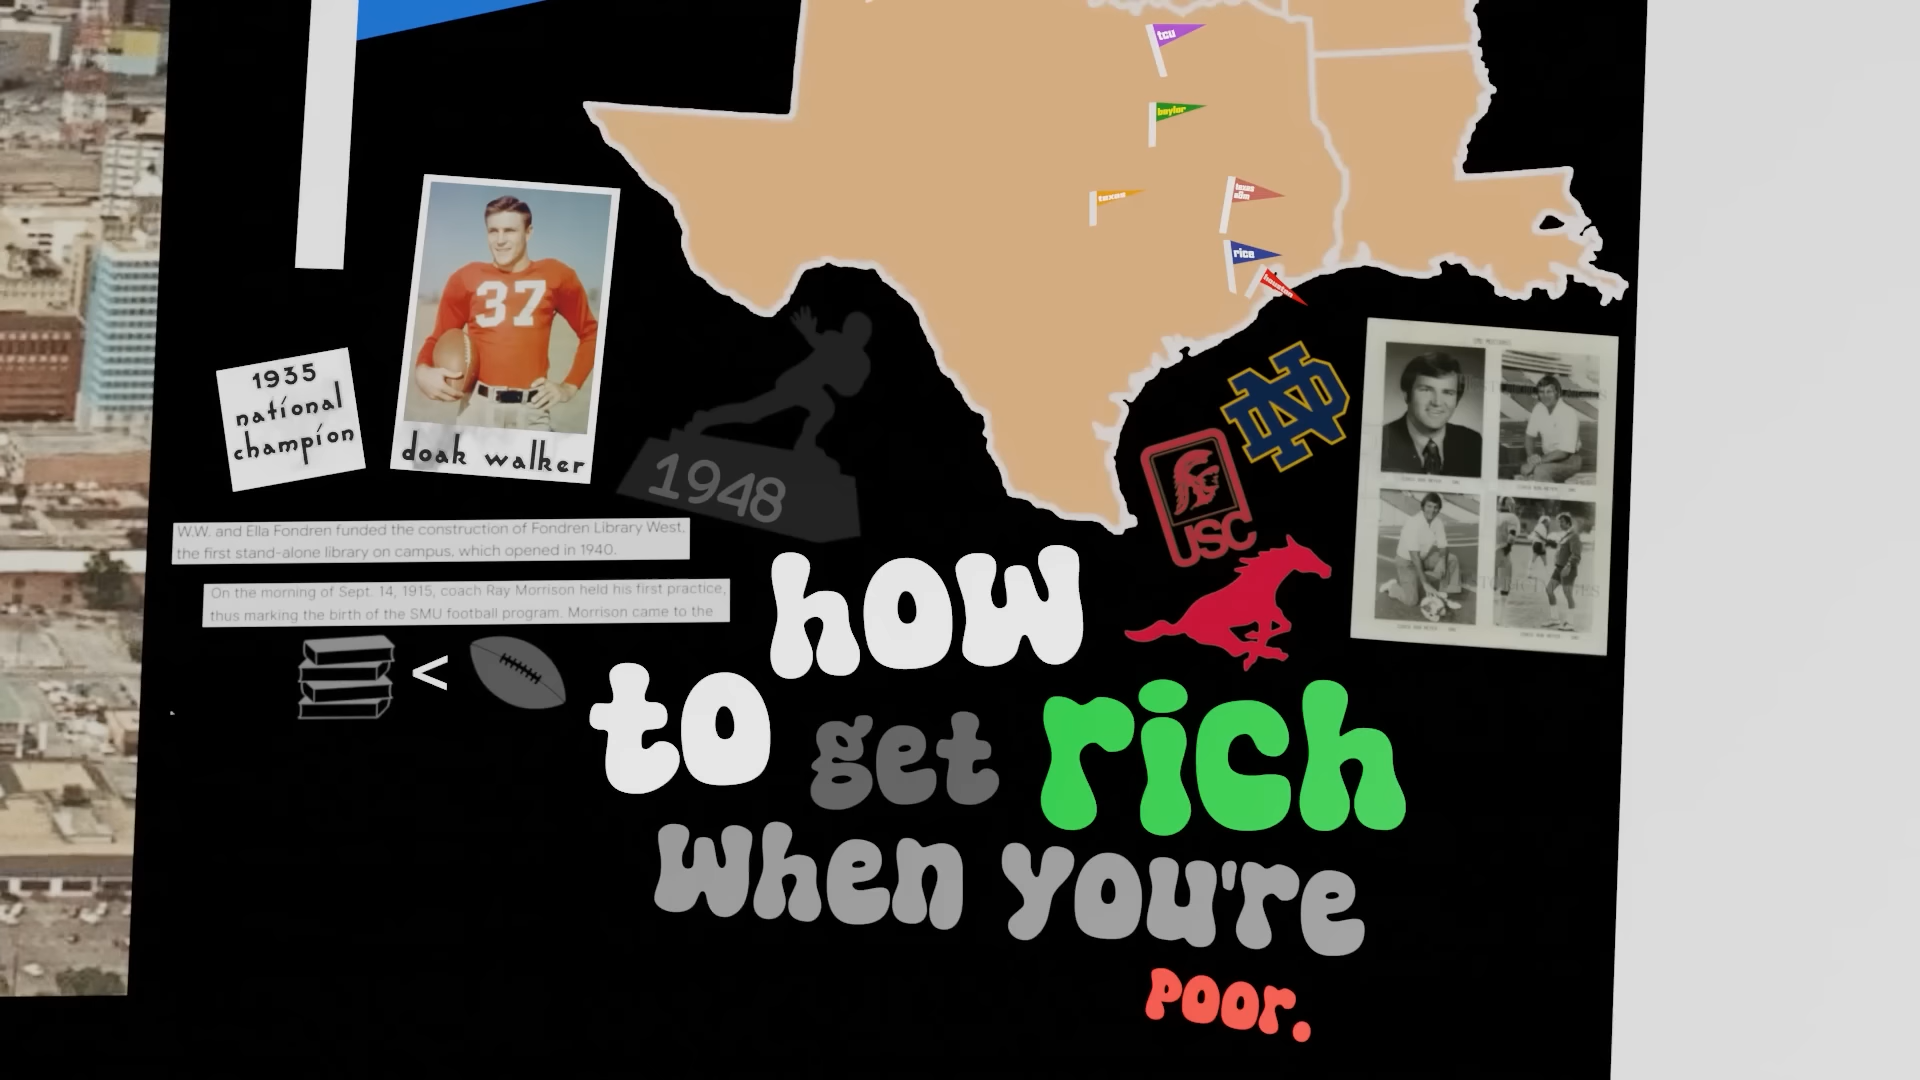 tcu
baylor
texas
texas
a&m
rice
houston
37
1935
national
champion
doak walker
1948
W.W. and Ella Fondren funded the construction of Fondren Library West,
the first stand-alone library on campus, which opened in 1940.
On the morning of Sept. 14, 1915, coach Ray Morrison held his first practice,
thus marking the birth of the SMU football program. Morrison came to the
<
ND
USC
SMU MUSTANGS
how
to get rich
when you're
poor.